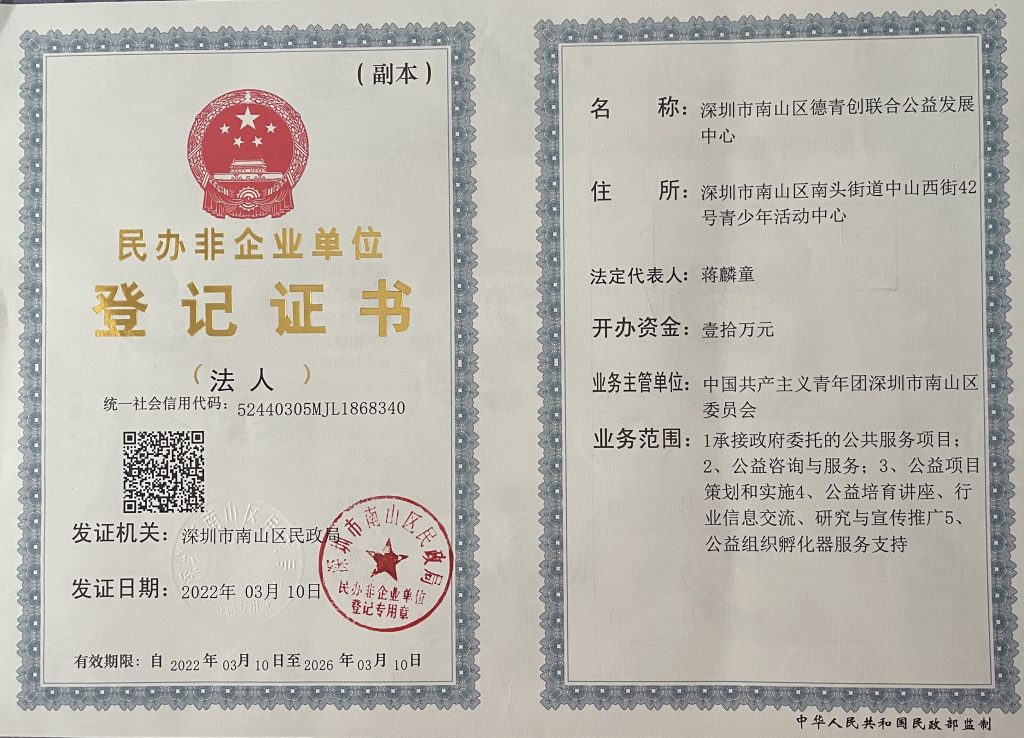 (副本)
民办非企业单位
登记证书
(法人)
统一社会信用代码: 52440305MJL1868340
发证机关: 深圳市南山区民政局
发证日期: 2022年 03月 10日
深圳市南山区民政局
民办非企业单位
登记专用章
有效期限: 自 2022 年 03月 10日至 2026 年 03月 10日
名 称: 深圳市南山区德青创联合公益发展
中心
住 所: 深圳市南山区南头街道中山西街42
号青少年活动中心
法定代表人: 蒋麟童
开办资金: 壹拾万元
业务主管单位: 中国共产主义青年团深圳市南山区
委员会
业务范围: 1承接政府委托的公共服务项目;
2、公益咨询与服务; 3、公益项目
策划和实施4、公益培育讲座、行
业信息交流、研究与宣传推广5、
公益组织孵化器服务支持
中华人民共和国民政部监制